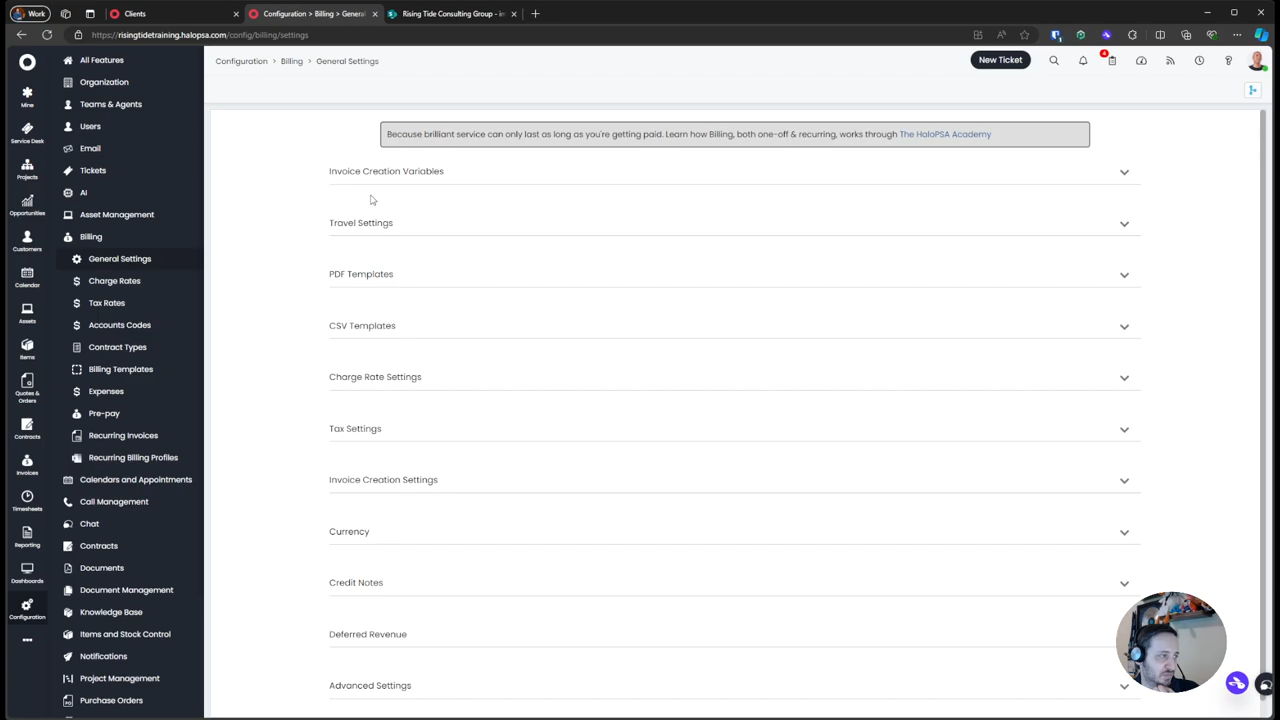 Work
Clients
Configuration > Billing > General
Rising Tide Consulting Group - in
https://risingtidetraining.halopsa.com/config/billing/settings
Configuration > Billing > General Settings
New Ticket
4
Mine
Service Desk
Projects
Opportunities
Customers
Calendar
Assets
Items
Quotes &
Orders
Contracts
Invoices
Timesheets
Reporting
Dashboards
Configuration
All Features
Organization
Teams & Agents
Users
Email
Tickets
AI
Asset Management
Billing
General Settings
Charge Rates
Tax Rates
Accounts Codes
Contract Types
Billing Templates
Expenses
Pre-pay
Recurring Invoices
Recurring Billing Profiles
Calendars and Appointments
Call Management
Chat
Contracts
Documents
Document Management
Knowledge Base
Items and Stock Control
Notifications
Project Management
Purchase Orders
Because brilliant service can only last as long as you're getting paid. Learn how Billing, both one-off & recurring, works through The HaloPSA Academy
Invoice Creation Variables
Travel Settings
PDF Templates
CSV Templates
Charge Rate Settings
Tax Settings
Invoice Creation Settings
Currency
Credit Notes
Deferred Revenue
Advanced Settings